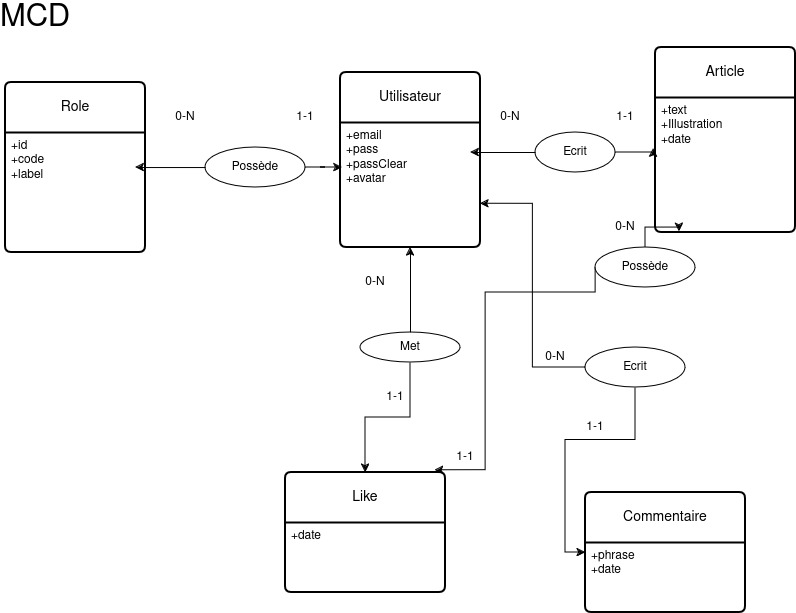 MCD
Role
+id
+code
+label
0-N
Possède
1-1
Utilisateur
+email
+pass
+passClear
+avatar
0-N
Ecrit
1-1
Article
+text
+Illustration
+date
0-N
Possède
0-N
Met
1-1
0-N
Ecrit
1-1
1-1
Like
+date
Commentaire
+phrase
+date